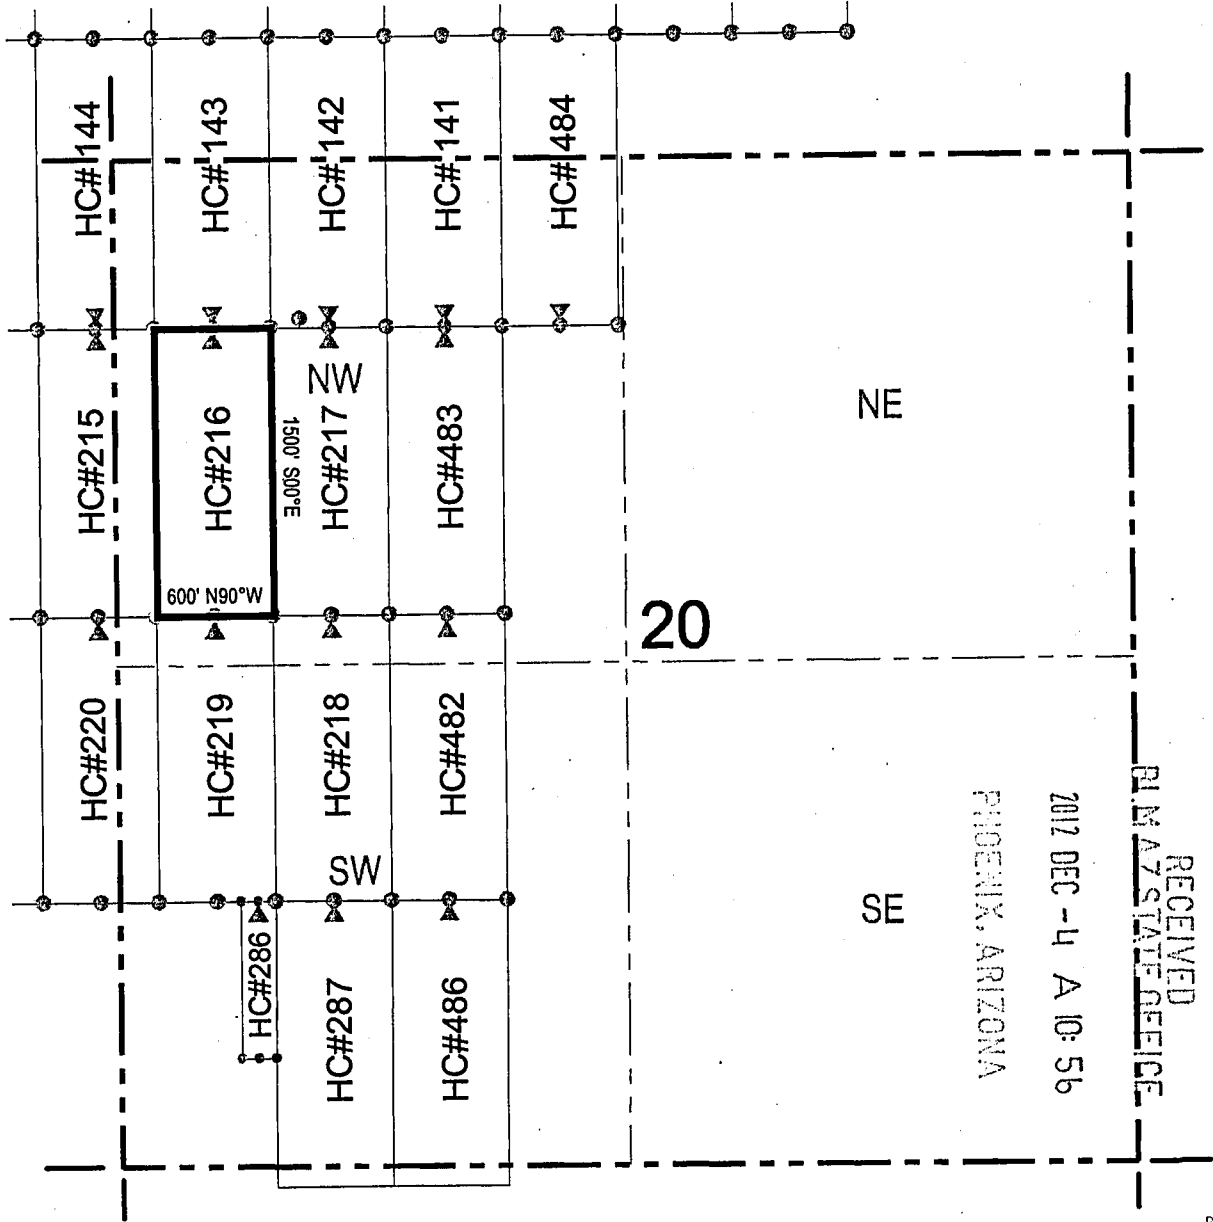 HC# 144
HC# 143
HC# 142
HC# 141
HC# 484
NW
NE
HC#215
HC#216
1500' S00°E
HC#217
HC#483
600' N90°W
20
HC#220
HC#219
HC#218
HC#482
SW
SE
HC#286
HC#287
HC#486
RECEIVED
BLM AZ STATE OFFICE
2012 DEC -4 A 10: 56
PHOENIX, ARIZONA